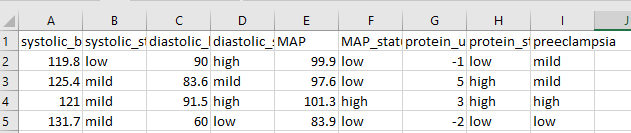 A B C D E F G H I J
1 systolic_b systolic_st diastolic_l diastolic_s MAP MAP_statu protein_u protein_st preeclampsia
2 119.8 low 90 high 99.9 low -1 low mild
3 125.4 mild 83.6 mild 97.6 low 5 high mild
4 121 mild 91.5 high 101.3 high 3 high high
5 131.7 mild 60 low 83.9 low -2 low low